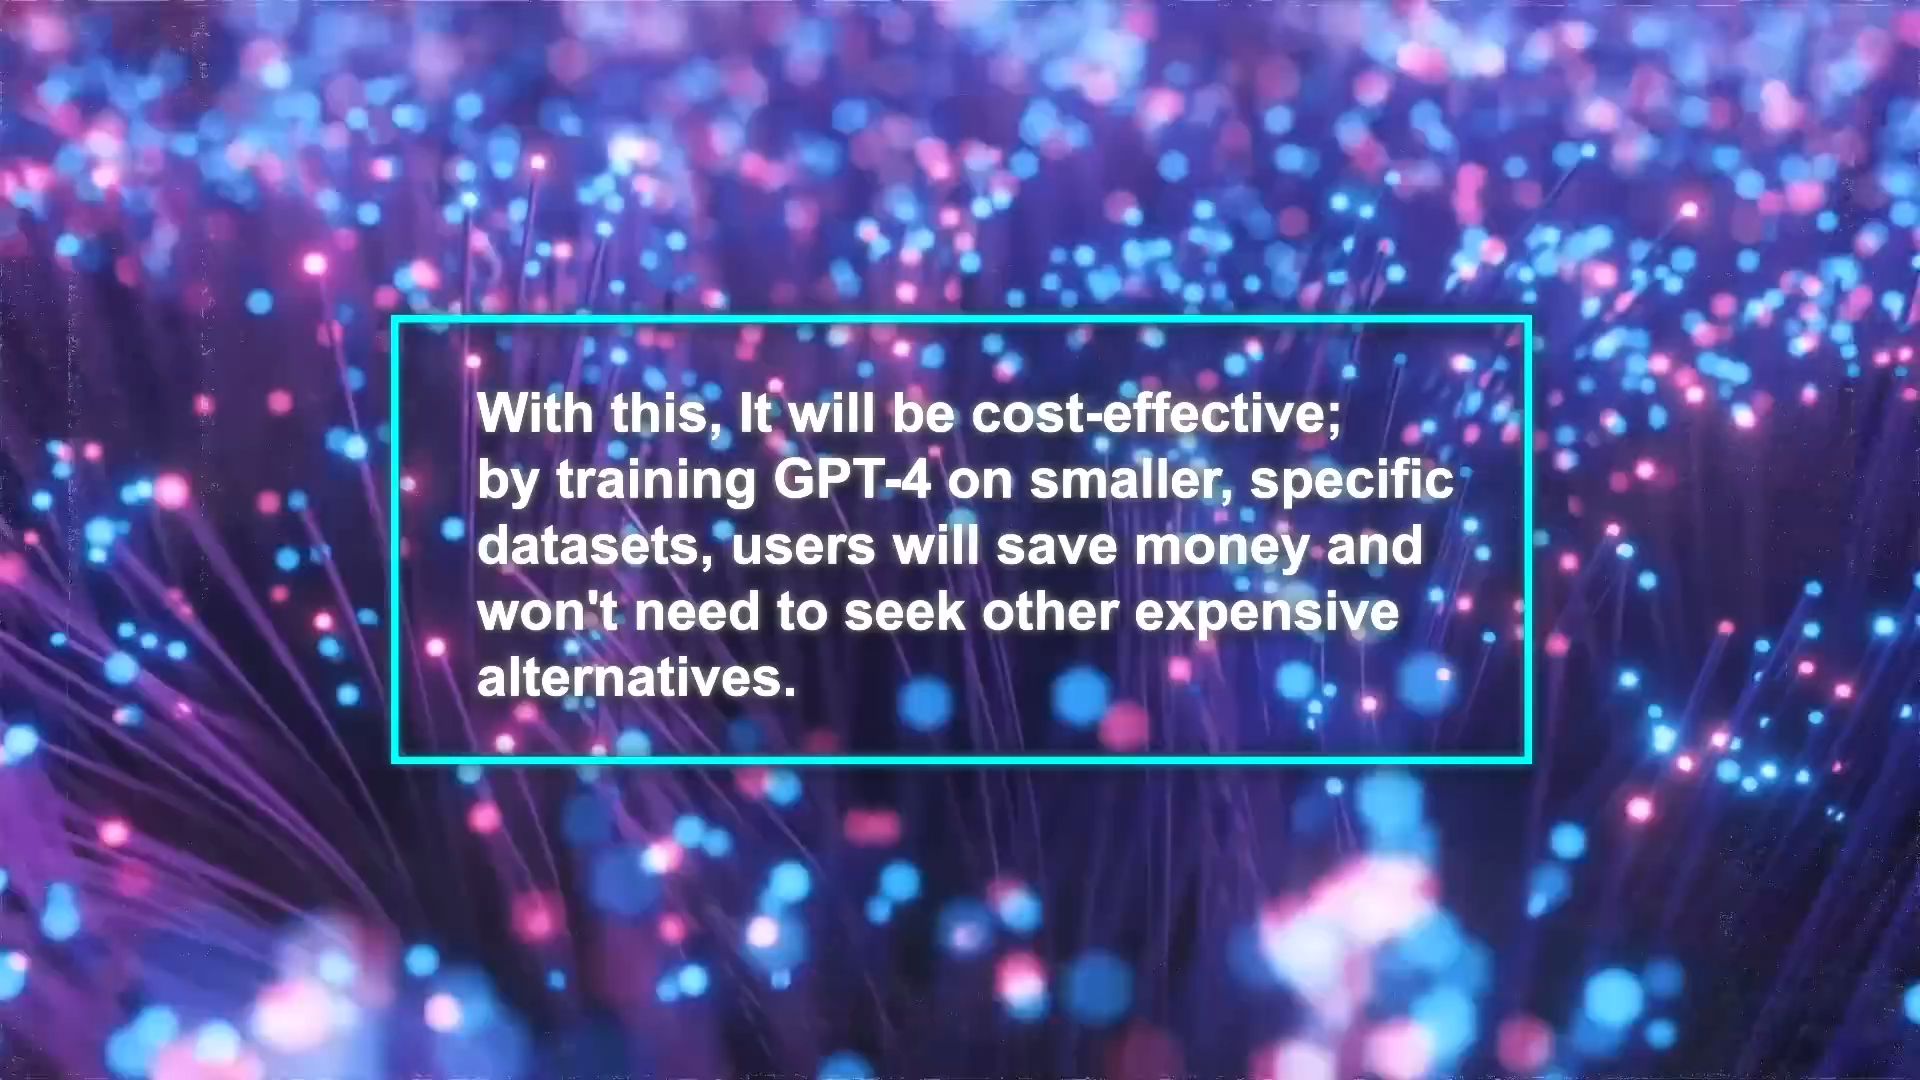 With this, It will be cost-effective;
by training GPT-4 on smaller, specific
datasets, users will save money and
won't need to seek other expensive
alternatives.